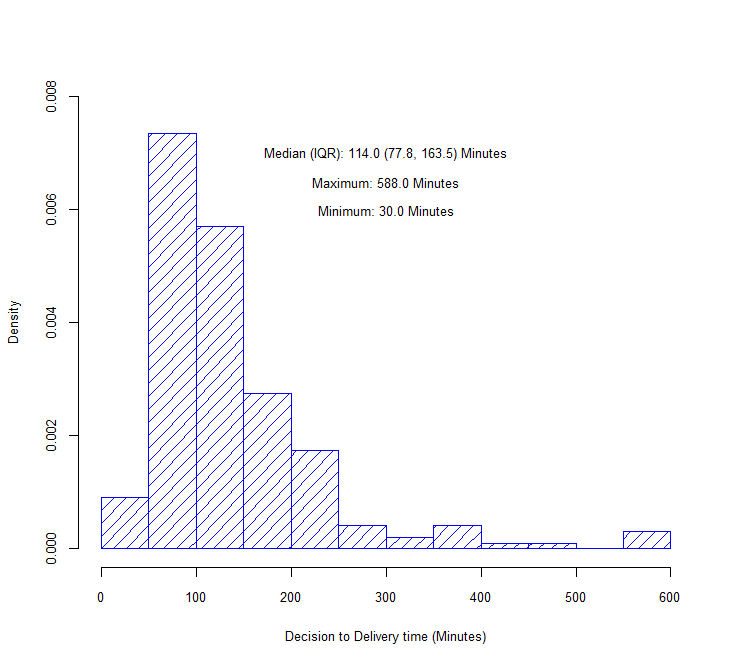 Median (IQR): 114.0 (77.8, 163.5) Minutes
Maximum: 588.0 Minutes
Minimum: 30.0 Minutes
Density
0.008
0.006
0.004
0.002
0.000
0 100 200 300 400 500 600
Decision to Delivery time (Minutes)